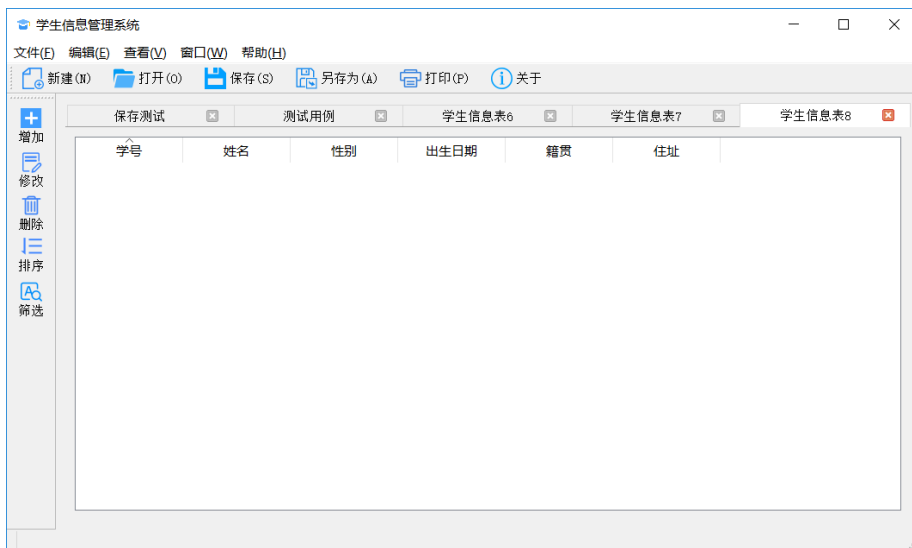 学生信息管理系统
文件(F) 编辑(E) 查看(V) 窗口(W) 帮助(H)
新建(N) 打开(O) 保存(S) 另存为(A) 打印(P) 关于
增加
修改
删除
排序
筛选
保存测试 测试用例 学生信息表6 学生信息表7 学生信息表8
学号 姓名 性别 出生日期 籍贯 住址